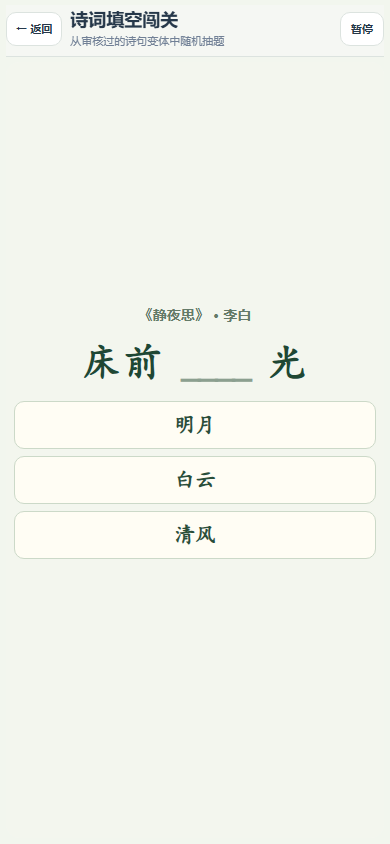 ← 返回
诗词填空闯关
从审核过的诗句变体中随机抽题
暂停
《静夜思》 • 李白
床前 ____ 光
明月
白云
清风